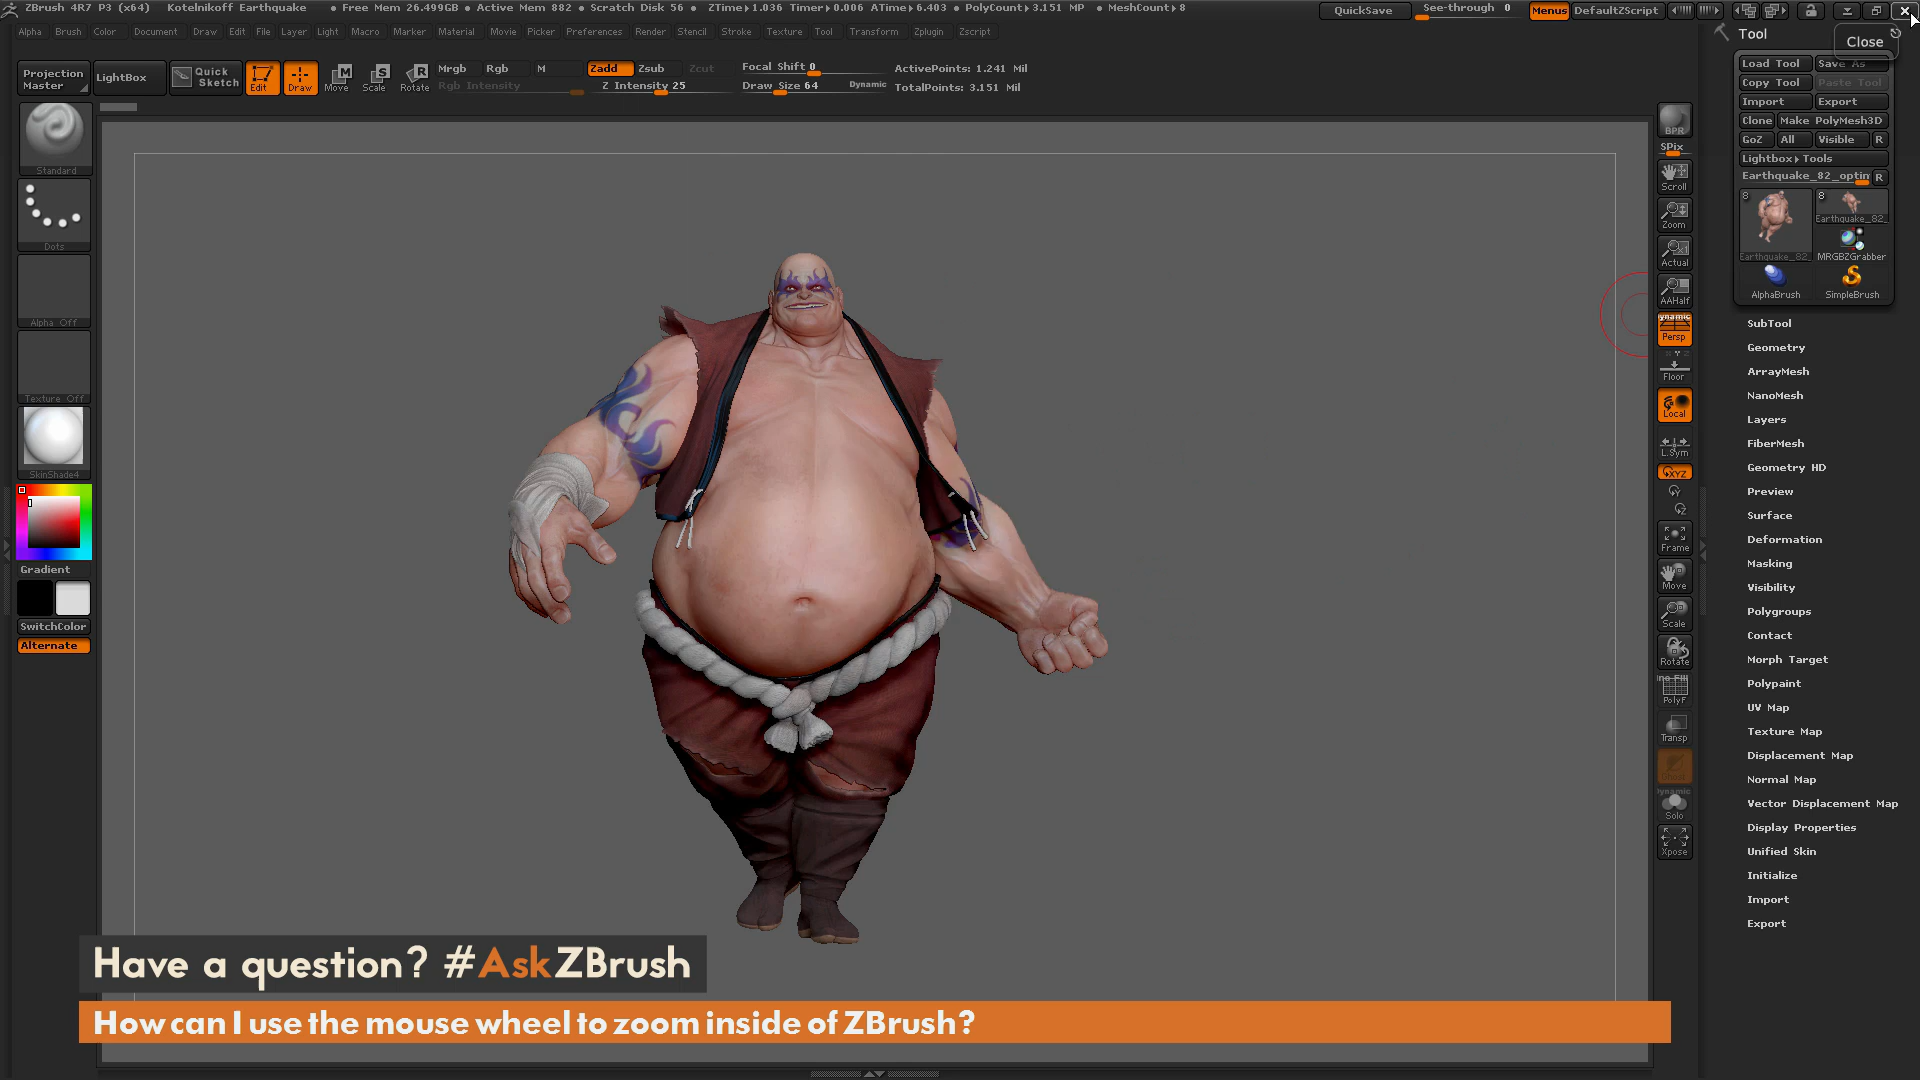 ZBrush 4R7 P3 (x64) Kotelnikoff Earthquake • Free Mem 26.499GB • Active Mem 882 • Scratch Disk 56 • ZTime▸1.036 Timer▸0.006 ATime▸6.403 • PolyCount▸3.151 MP • MeshCount▸8 QuickSave See-through 0 Menus DefaultZScript
Alpha Brush Color Document Draw Edit File Layer Light Macro Marker Material Movie Picker Preferences Render Stencil Stroke Texture Tool Transform Zplugin Zscript
Tool
Close
Projection Master
LightBox
Quick Sketch
Edit
Draw
Move
Scale
Rotate
Mrgb Rgb M
Rgb Intensity
Zadd Zsub Zcut
Z Intensity 25
Focal Shift 0
Draw Size 64 Dynamic
ActivePoints: 1.241 Mil
TotalPoints: 3.151 Mil
Standard
Dots
Alpha Off
Texture Off
SkinShade4
Gradient
SwitchColor
Alternate
BPR
SPix
Scroll
Zoom
Actual
AAHalf
Persp
Floor
Local
L.Sym
XYZ
Frame
Move
Scale
Rotate
PolyF
Transp
Ghost
Dynamic
Solo
Xpose
Load Tool Save As
Copy Tool Paste Tool
Import Export
Clone Make PolyMesh3D
GoZ All Visible R
Lightbox▸Tools
Earthquake_82_optim R
8 8
Earthquake_82_
Earthquake_82_ MRGBZGrabber
AlphaBrush SimpleBrush
SubTool
Geometry
ArrayMesh
NanoMesh
Layers
FiberMesh
Geometry HD
Preview
Surface
Deformation
Masking
Visibility
Polygroups
Contact
Morph Target
Polypaint
UV Map
Texture Map
Displacement Map
Normal Map
Vector Displacement Map
Display Properties
Unified Skin
Initialize
Import
Export
Have a question? #AskZBrush
How can I use the mouse wheel to zoom inside of ZBrush?